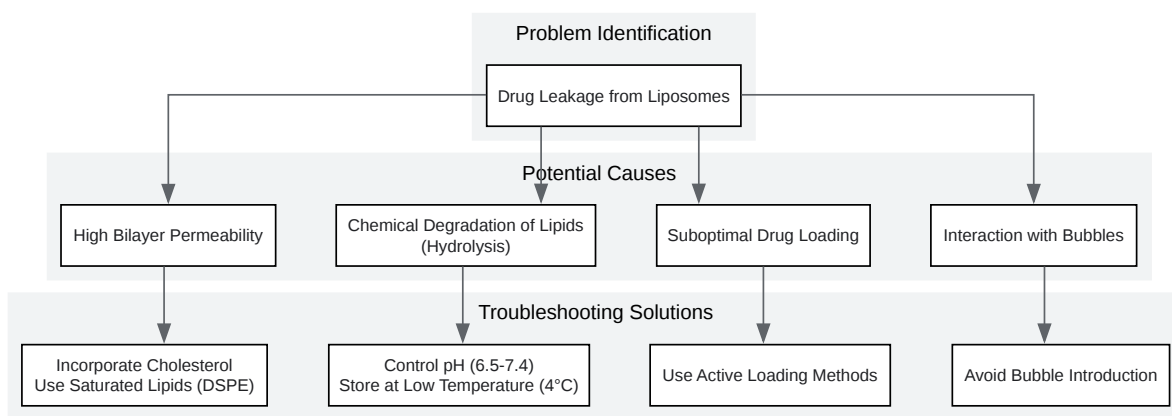 Problem Identification
Drug Leakage from Liposomes
Potential Causes
High Bilayer Permeability
Chemical Degradation of Lipids
(Hydrolysis)
Suboptimal Drug Loading
Interaction with Bubbles
Troubleshooting Solutions
Incorporate Cholesterol
Use Saturated Lipids (DSPE)
Control pH (6.5-7.4)
Store at Low Temperature (4°C)
Use Active Loading Methods
Avoid Bubble Introduction